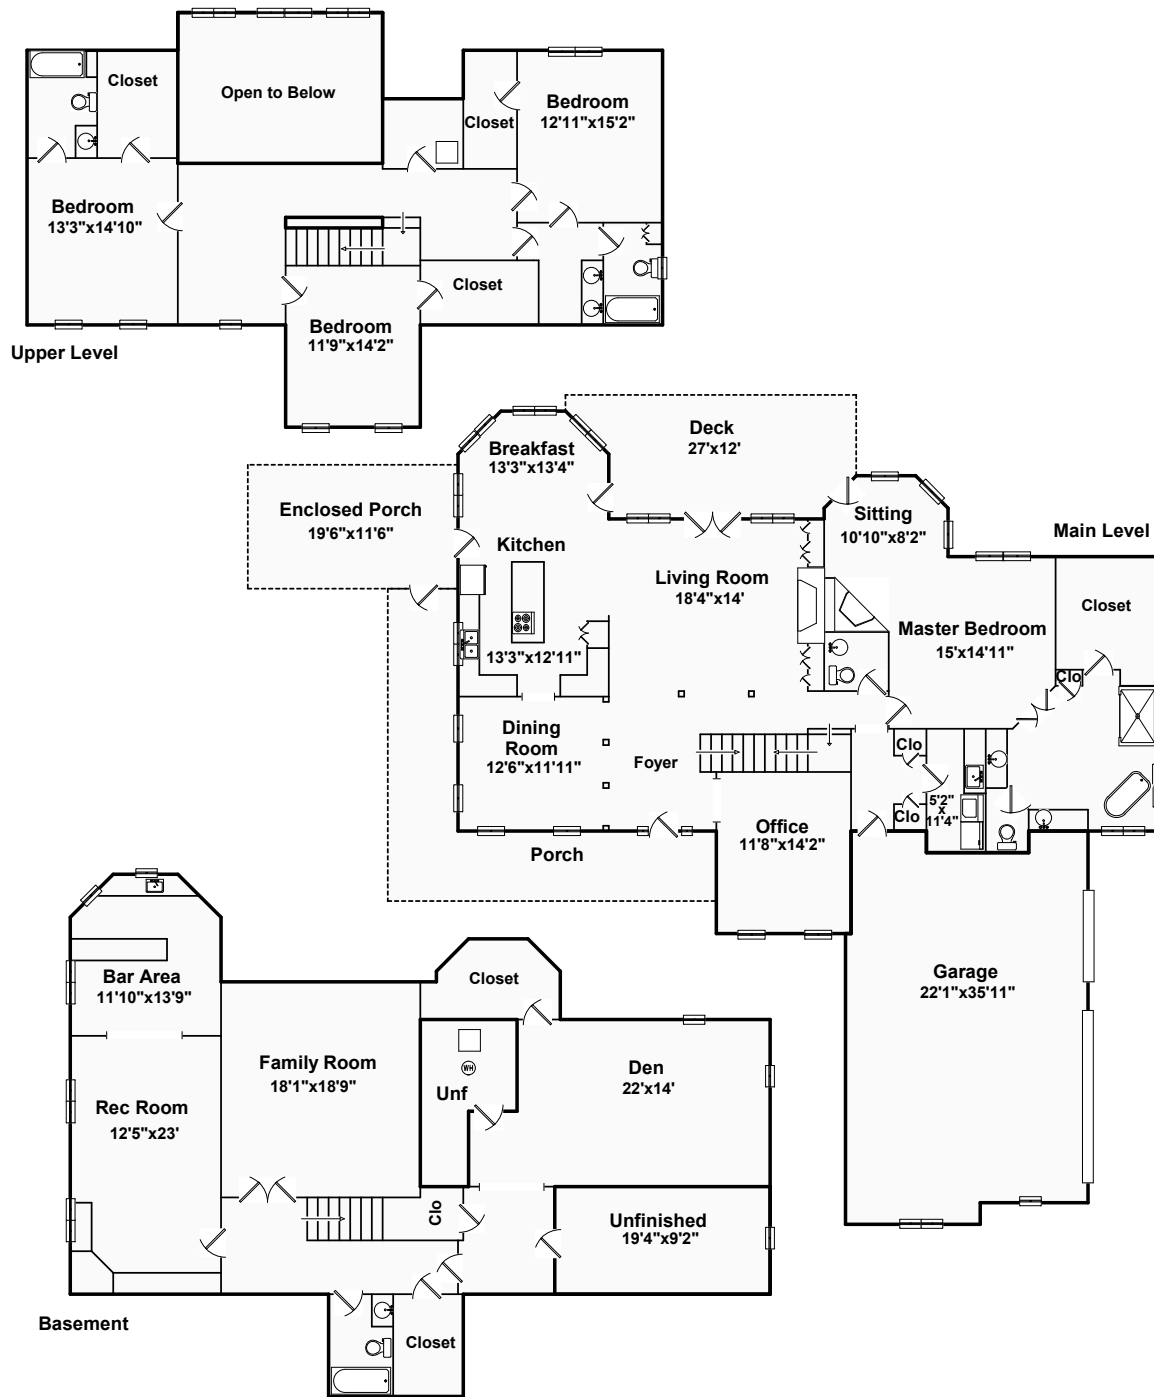 Closet
Open to Below
Closet
Bedroom
12'11"x15'2"
Bedroom
13'3"x14'10"
Closet
Bedroom
11'9"x14'2"
Upper Level
Deck
27'x12'
Breakfast
13'3"x13'4"
Enclosed Porch
19'6"x11'6"
Sitting
10'10"x8'2"
Main Level
Kitchen
Living Room
18'4"x14'
Closet
Master Bedroom
15'x14'11"
13'3"x12'11"
Clo
Dining
Room
12'6"x11'11"
Foyer
Clo
Clo
5'2"
x
11'4"
Office
11'8"x14'2"
Porch
Garage
22'1"x35'11"
Bar Area
11'10"x13'9"
Closet
Family Room
18'1"x18'9"
WH
Unf
Den
22'x14'
Rec Room
12'5"x23'
Clo
Unfinished
19'4"x9'2"
Closet
Basement